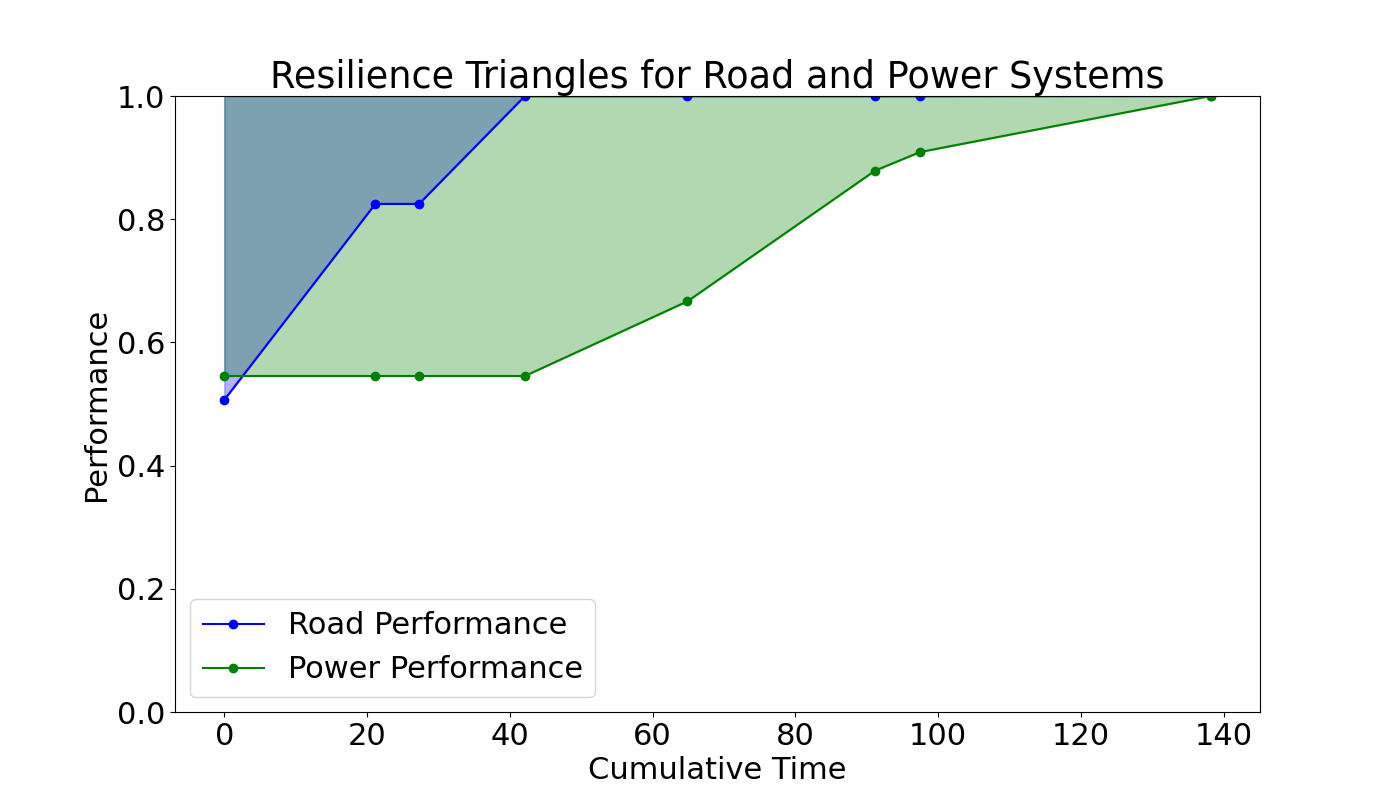 Resilience Triangles for Road and Power Systems
1.0
0.8
0.6
0.4
0.2
0.0
Performance
Road Performance
Power Performance
0 20 40 60 80 100 120 140
Cumulative Time